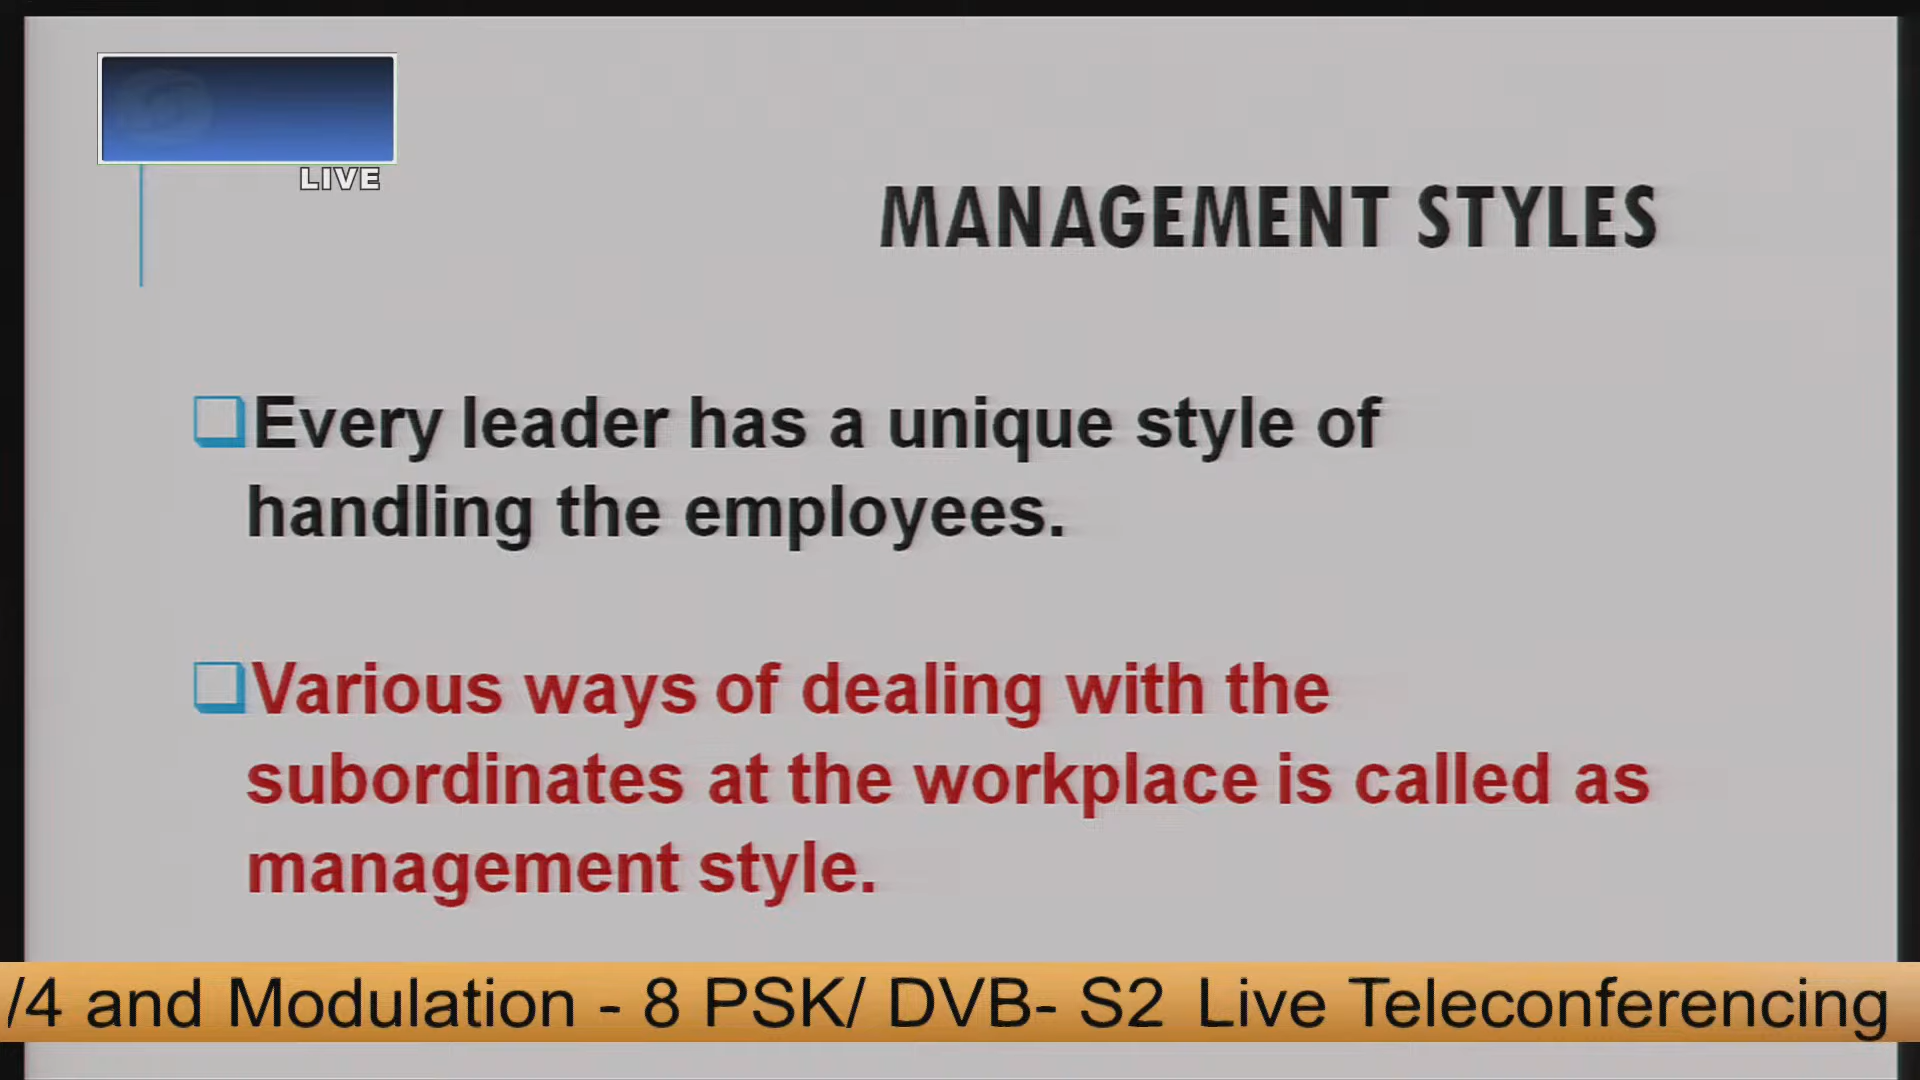 LIVE
MANAGEMENT STYLES
Every leader has a unique style of
handling the employees.
Various ways of dealing with the
subordinates at the workplace is called as
management style.
/4 and Modulation - 8 PSK/ DVB- S2 Live Teleconferencing